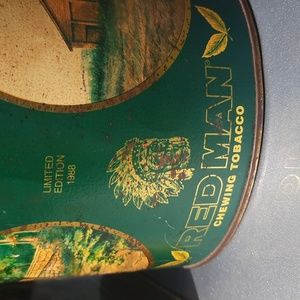 LIMITED
EDITION
1988
RED MAN
CHEWING TOBACCO